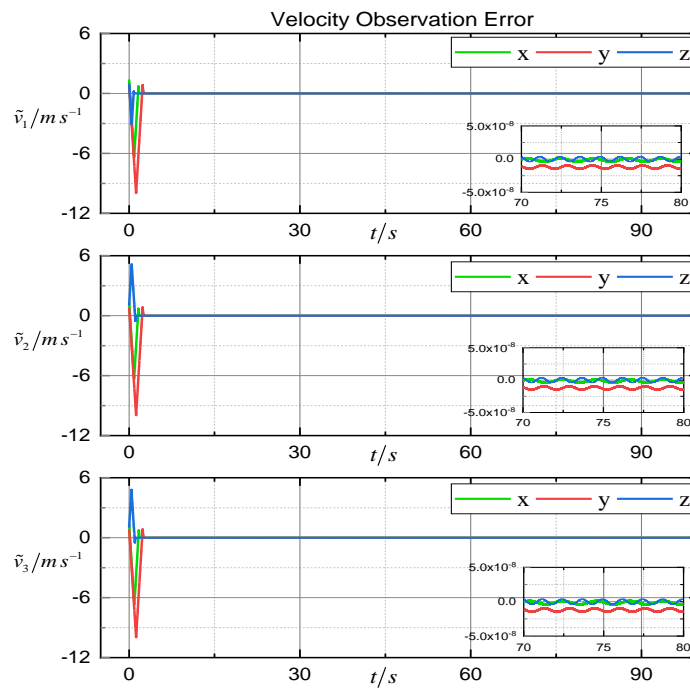 Velocity Observation Error
6
x y z
0
ṽ₁/m s⁻¹
5.0x10⁻⁸
0.0
-5.0x10⁻⁸
70 75 80
-6
-12
0 30 60 90
t/s
6
x y z
0
ṽ₂/m s⁻¹
5.0x10⁻⁸
0.0
-5.0x10⁻⁸
70 75 80
-6
-12
0 30 60 90
t/s
6
x y z
0
ṽ₃/m s⁻¹
5.0x10⁻⁸
0.0
-5.0x10⁻⁸
70 75 80
-6
-12
0 30 60 90
t/s